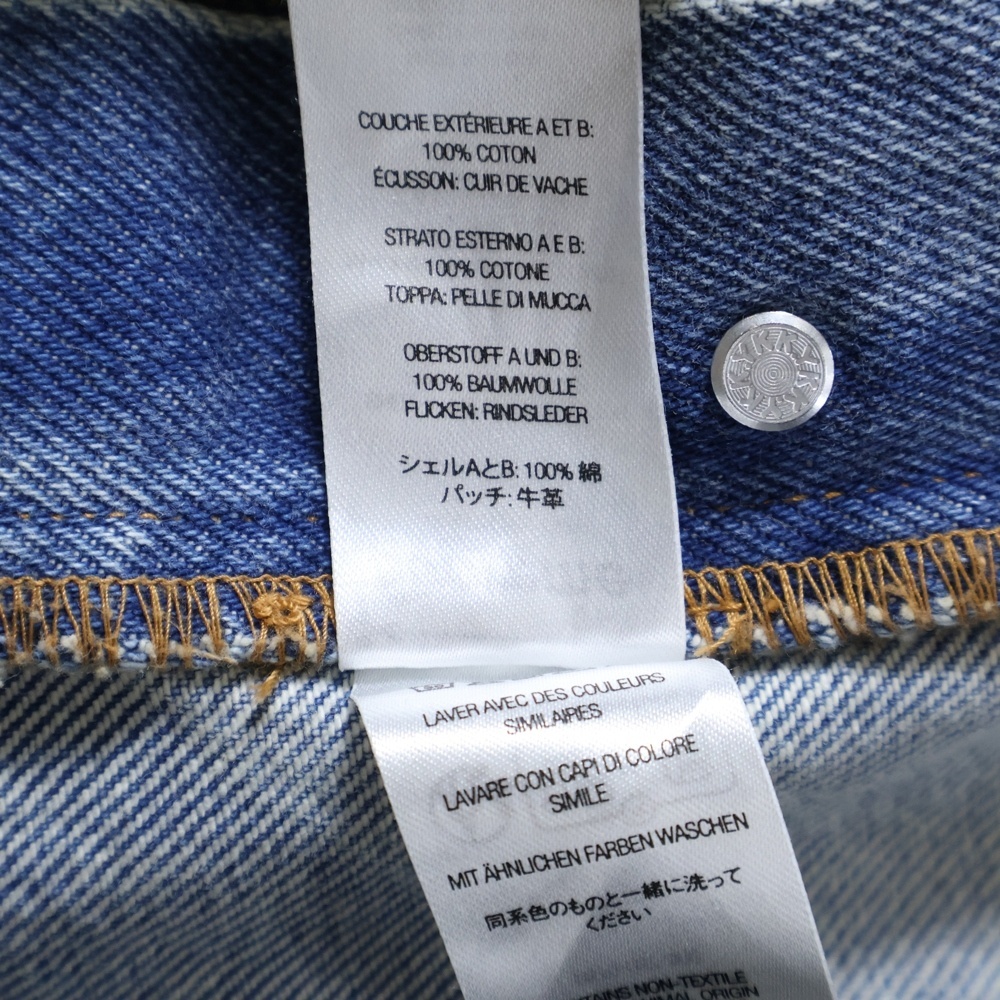 COUCHE EXTÉRIEURE A ET B:
100% COTON
ÉCUSSON: CUIR DE VACHE
STRATO ESTERNO A E B:
100% COTONE
TOPPA: PELLE DI MUCCA
OBERSTOFF A UND B:
100% BAUMWOLLE
FLICKEN: RINDSLEDER
シェルAとB: 100% 綿
パッチ: 牛革
LAVER AVEC DES COULEURS
SIMILAIRES
LAVARE CON CAPI DI COLORE
SIMILE
MIT ÄHNLICHEN FARBEN WASCHEN
同系色のものと一緒に洗って
ください
NON-TEXTILE
ORIGIN